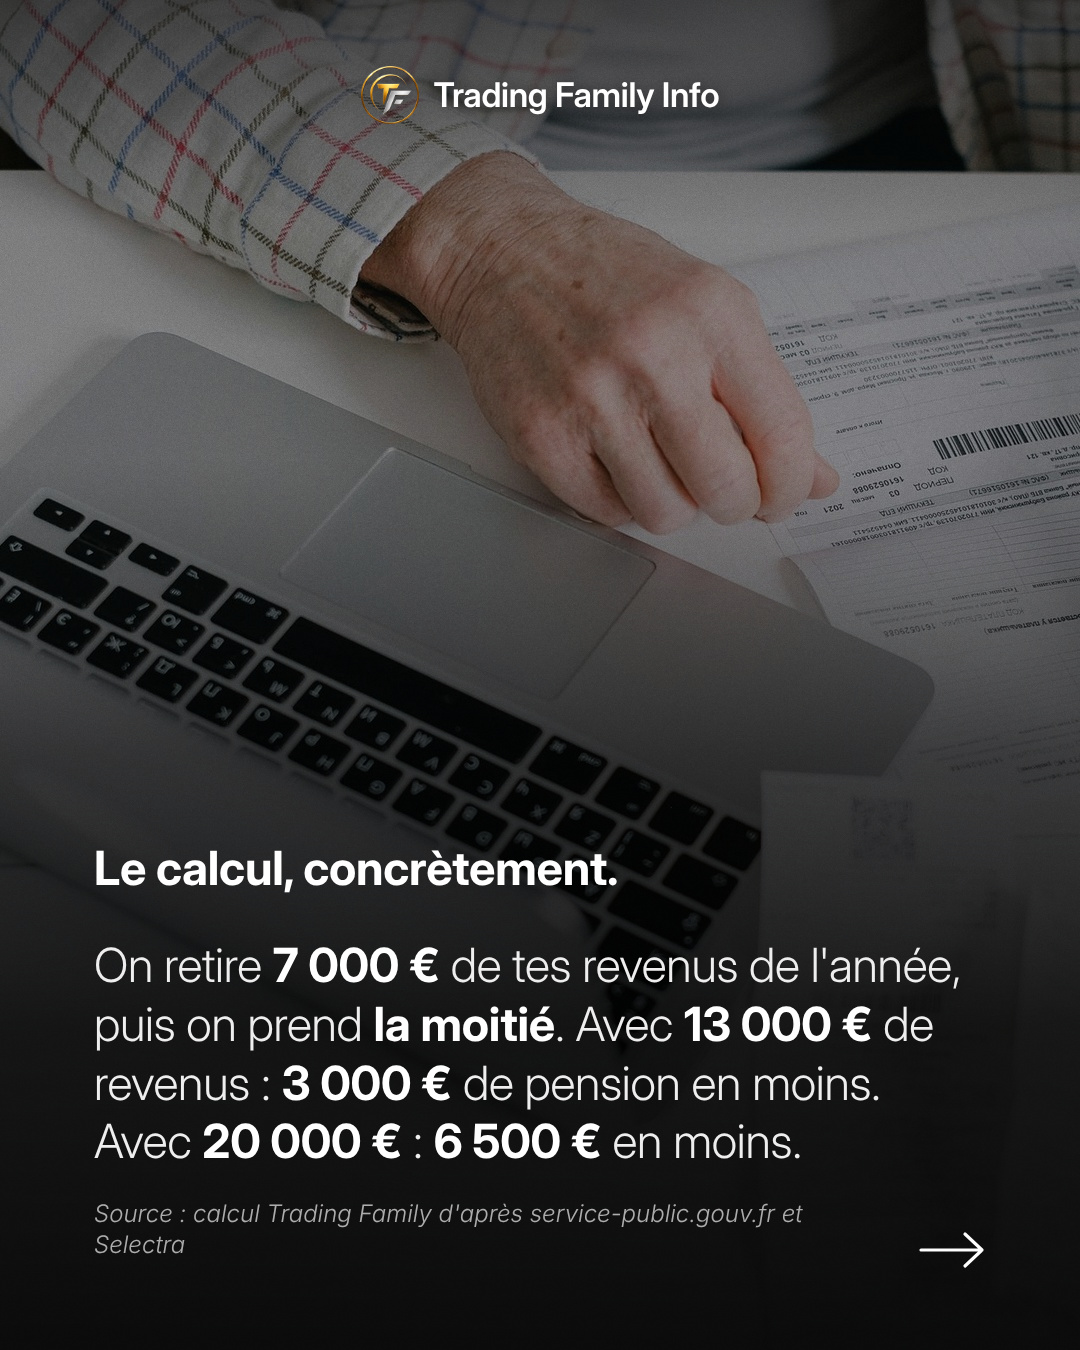 Trading Family Info
Le calcul, concrètement.
On retire 7 000 € de tes revenus de l'année,
puis on prend la moitié. Avec 13 000 € de
revenus : 3 000 € de pension en moins.
Avec 20 000 € : 6 500 € en moins.
Source : calcul Trading Family d'après service-public.gouv.fr et
Selectra